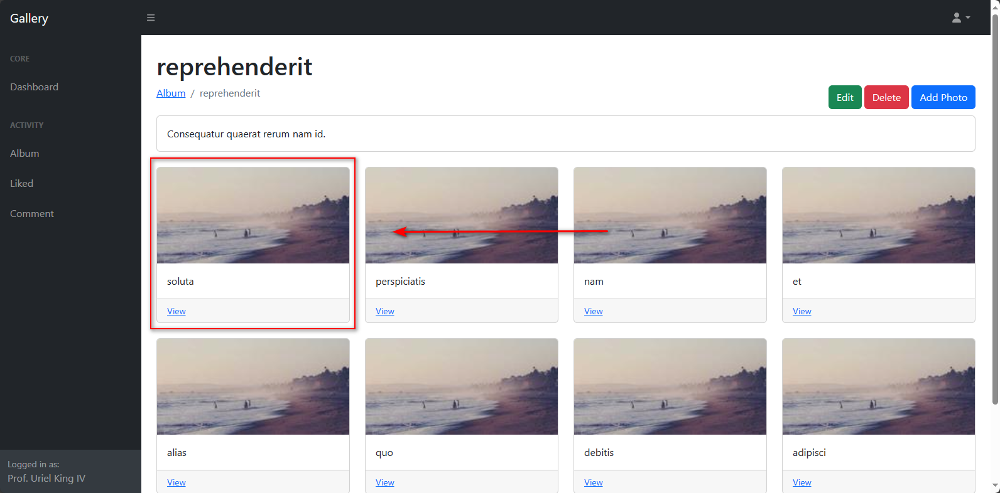 Gallery
CORE
Dashboard
ACTIVITY
Album
Liked
Comment
Logged in as:
Prof. Uriel King IV
reprehenderit
Album / reprehenderit
Edit Delete Add Photo
Consequatur quaerat rerum nam id.
soluta
View
perspiciatis
View
nam
View
et
View
alias
View
quo
View
debitis
View
adipisci
View